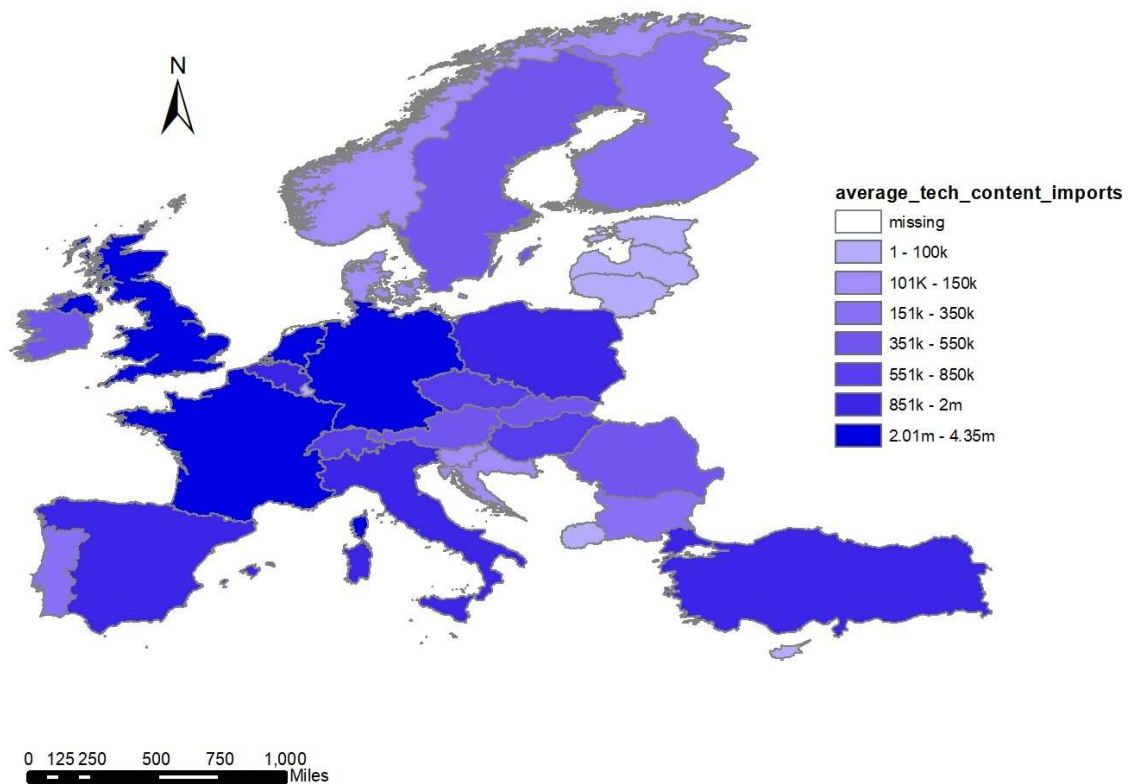 N
average_tech_content_imports
missing
1 - 100k
101K - 150k
151k - 350k
351k - 550k
551k - 850k
851k - 2m
2.01m - 4.35m
0 125 250 500 750 1,000
Miles